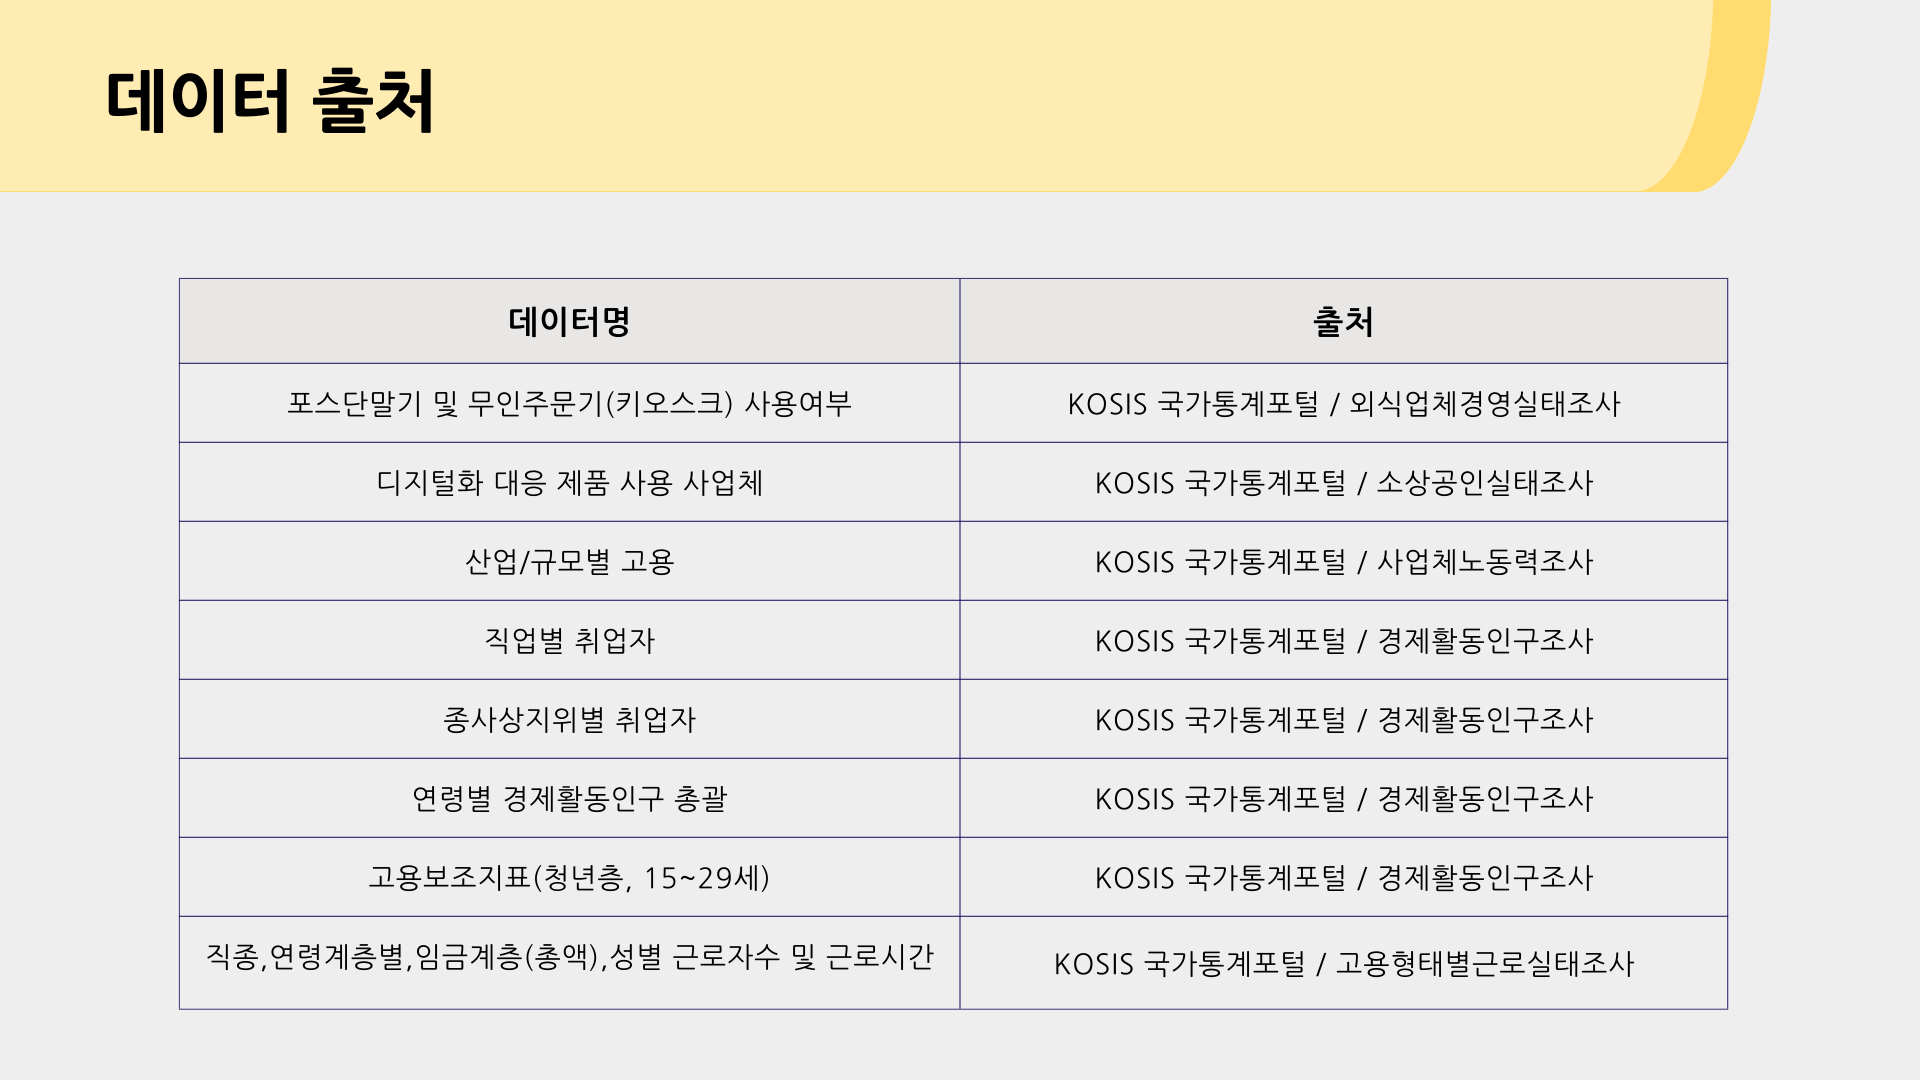 데이터 출처
데이터명
출처
포스단말기 및 무인주문기(키오스크) 사용여부
KOSIS 국가통계포털 / 외식업체경영실태조사
디지털화 대응 제품 사용 사업체
KOSIS 국가통계포털 / 소상공인실태조사
산업/규모별 고용
KOSIS 국가통계포털 / 사업체노동력조사
직업별 취업자
KOSIS 국가통계포털 / 경제활동인구조사
종사상지위별 취업자
KOSIS 국가통계포털 / 경제활동인구조사
연령별 경제활동인구 총괄
KOSIS 국가통계포털 / 경제활동인구조사
고용보조지표(청년층, 15~29세)
KOSIS 국가통계포털 / 경제활동인구조사
직종,연령계층별,임금계층(총액),성별 근로자수 및 근로시간
KOSIS 국가통계포털 / 고용형태별근로실태조사